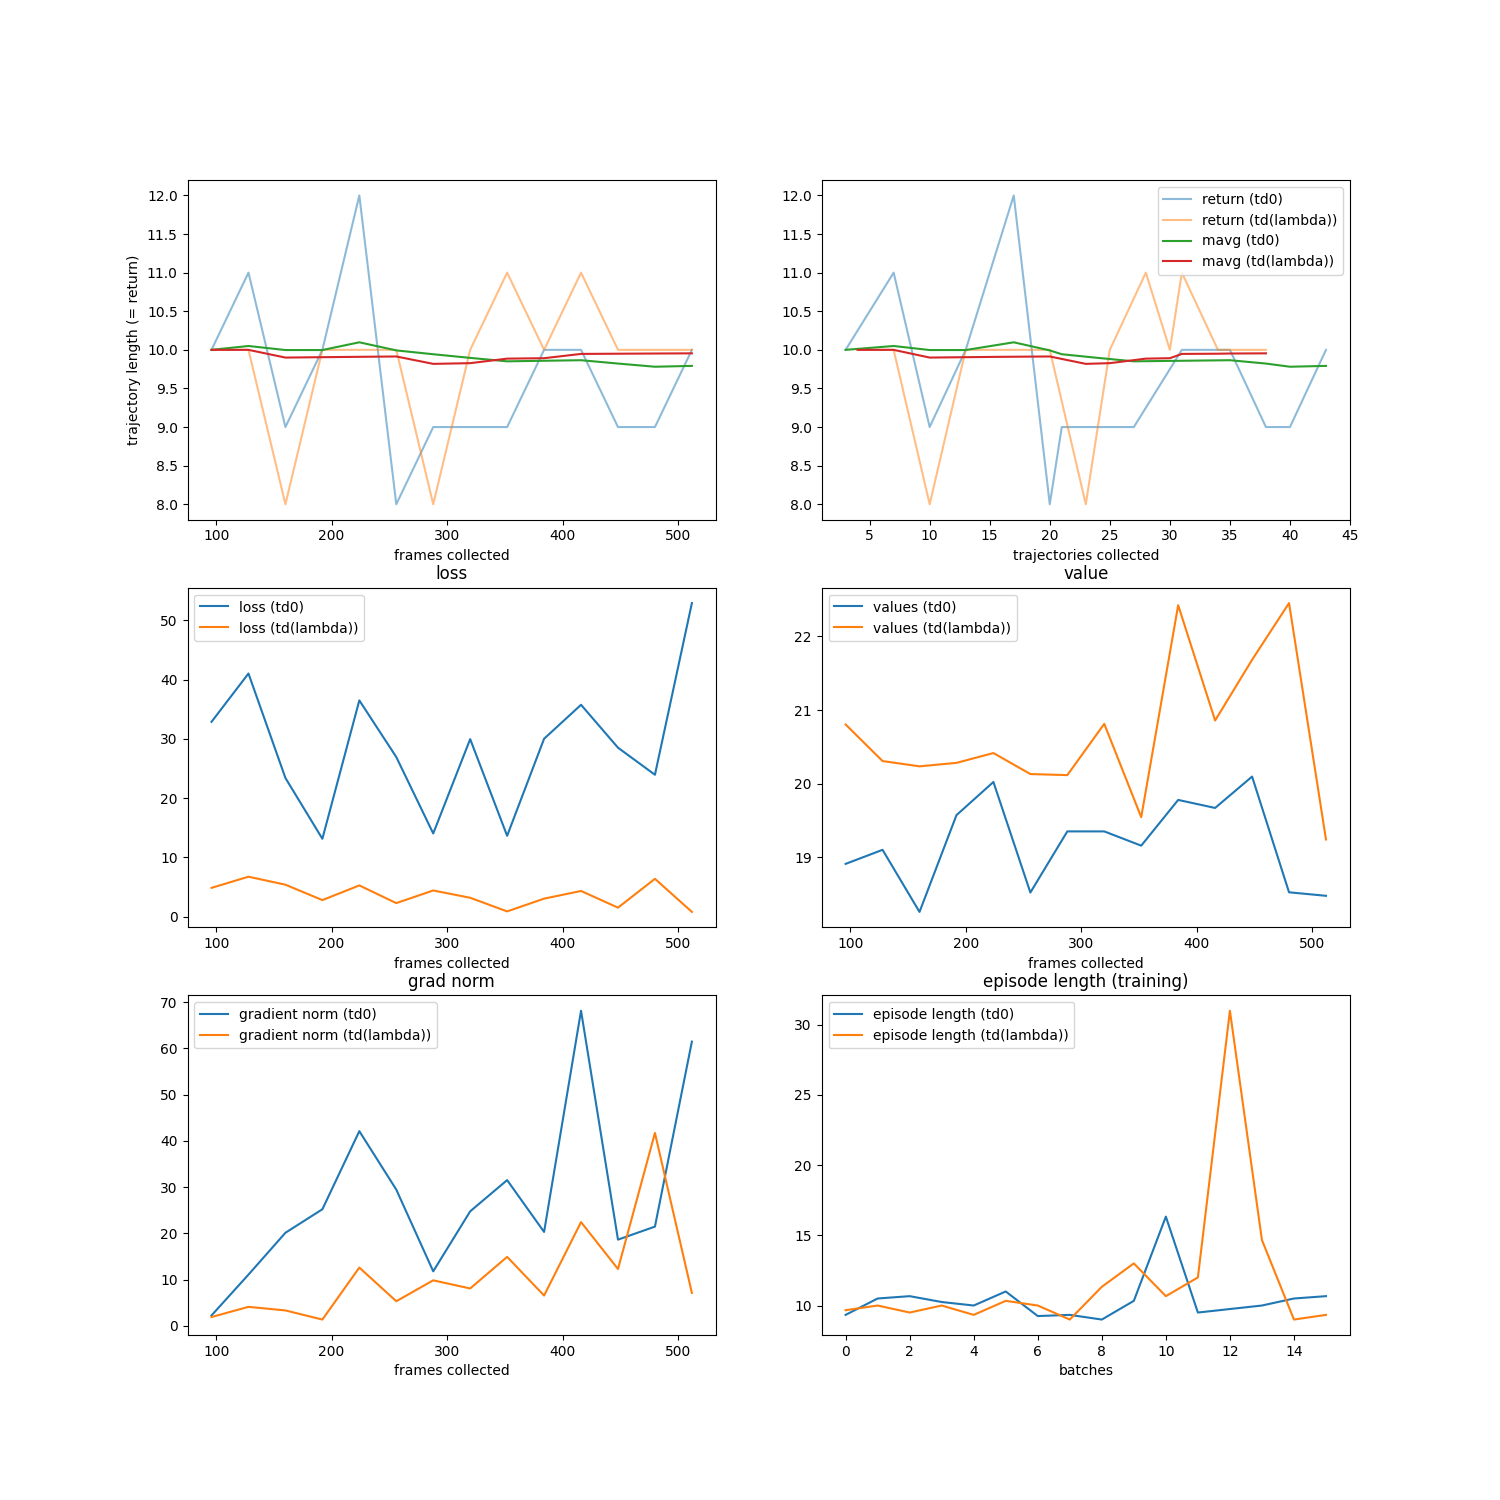 12.0
11.5
11.0
10.5
10.0
9.5
9.0
8.5
8.0
trajectory length (= return)
100 200 300 400 500
frames collected
12.0
11.5
11.0
10.5
10.0
9.5
9.0
8.5
8.0
return (td0)
return (td(lambda))
mavg (td0)
mavg (td(lambda))
5 10 15 20 25 30 35 40 45
trajectories collected
loss
loss (td0)
loss (td(lambda))
50
40
30
20
10
0
100 200 300 400 500
frames collected
value
values (td0)
values (td(lambda))
22
21
20
19
100 200 300 400 500
frames collected
grad norm
gradient norm (td0)
gradient norm (td(lambda))
70
60
50
40
30
20
10
0
100 200 300 400 500
frames collected
episode length (training)
episode length (td0)
episode length (td(lambda))
30
25
20
15
10
0 2 4 6 8 10 12 14
batches